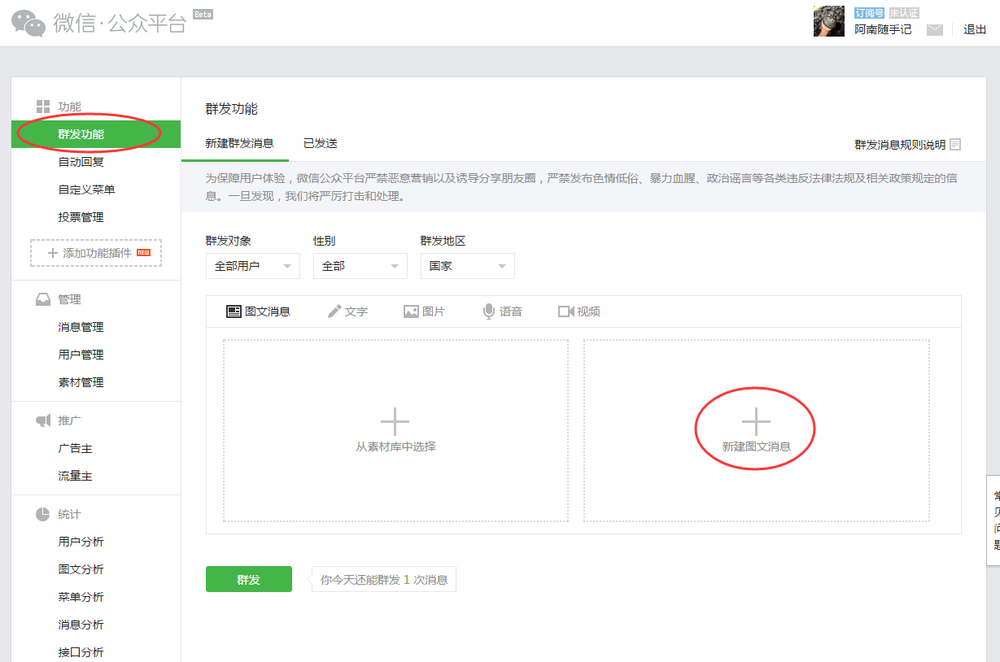 微信·公众平台 Beta
订阅号 未认证
阿南随手记 退出
功能
群发功能
自动回复
自定义菜单
投票管理
添加功能插件 NEW
管理
消息管理
用户管理
素材管理
推广
广告主
流量主
统计
用户分析
图文分析
菜单分析
消息分析
接口分析
群发功能
新建群发消息 已发送 群发消息规则说明
为保障用户体验，微信公众平台严禁恶意营销以及诱导分享朋友圈，严禁发布色情低俗、暴力血腥、政治谣言等各类违反法律法规及相关政策规定的信
息。一旦发现，我们将严厉打击和处理。
群发对象 性别 群发地区
全部用户 全部 国家
图文消息 文字 图片 语音 视频
从素材库中选择 新建图文消息
群发 你今天还能群发 1 次消息
常
见
问
题